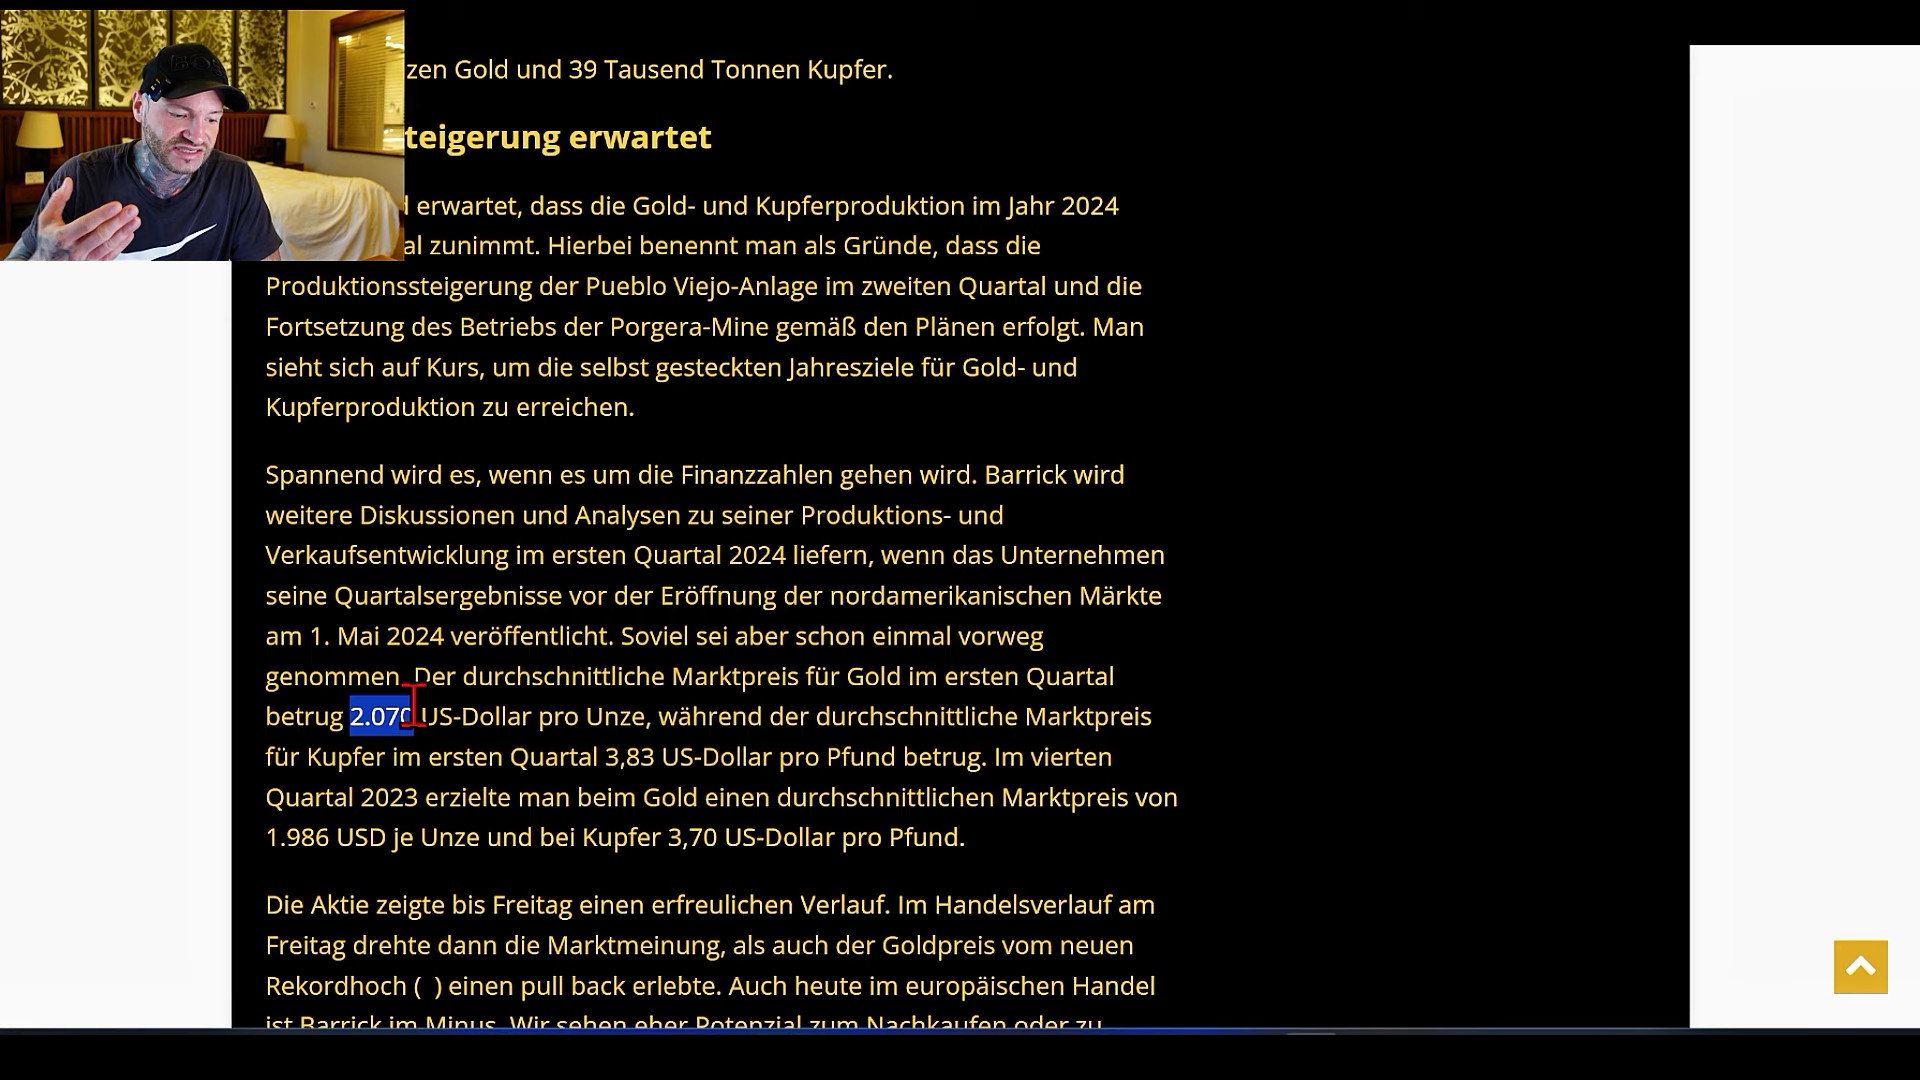 BOSS
zen Gold und 39 Tausend Tonnen Kupfer.
teigerung erwartet
erwartet, dass die Gold- und Kupferproduktion im Jahr 2024
al zunimmt. Hierbei benennt man als Gründe, dass die
Produktionssteigerung der Pueblo Viejo-Anlage im zweiten Quartal und die
Fortsetzung des Betriebs der Porgera-Mine gemäß den Plänen erfolgt. Man
sieht sich auf Kurs, um die selbst gesteckten Jahresziele für Gold- und
Kupferproduktion zu erreichen.
Spannend wird es, wenn es um die Finanzzahlen gehen wird. Barrick wird
weitere Diskussionen und Analysen zu seiner Produktions- und
Verkaufsentwicklung im ersten Quartal 2024 liefern, wenn das Unternehmen
seine Quartalsergebnisse vor der Eröffnung der nordamerikanischen Märkte
am 1. Mai 2024 veröffentlicht. Soviel sei aber schon einmal vorweg
genommen. Der durchschnittliche Marktpreis für Gold im ersten Quartal
betrug 2.070 US-Dollar pro Unze, während der durchschnittliche Marktpreis
für Kupfer im ersten Quartal 3,83 US-Dollar pro Pfund betrug. Im vierten
Quartal 2023 erzielte man beim Gold einen durchschnittlichen Marktpreis von
1.986 USD je Unze und bei Kupfer 3,70 US-Dollar pro Pfund.
Die Aktie zeigte bis Freitag einen erfreulichen Verlauf. Im Handelsverlauf am
Freitag drehte dann die Marktmeinung, als auch der Goldpreis vom neuen
Rekordhoch ( ) einen pull back erlebte. Auch heute im europäischen Handel
ist Barrick im Minus. Wir sehen eher Potenzial zum Nachkaufen oder zu